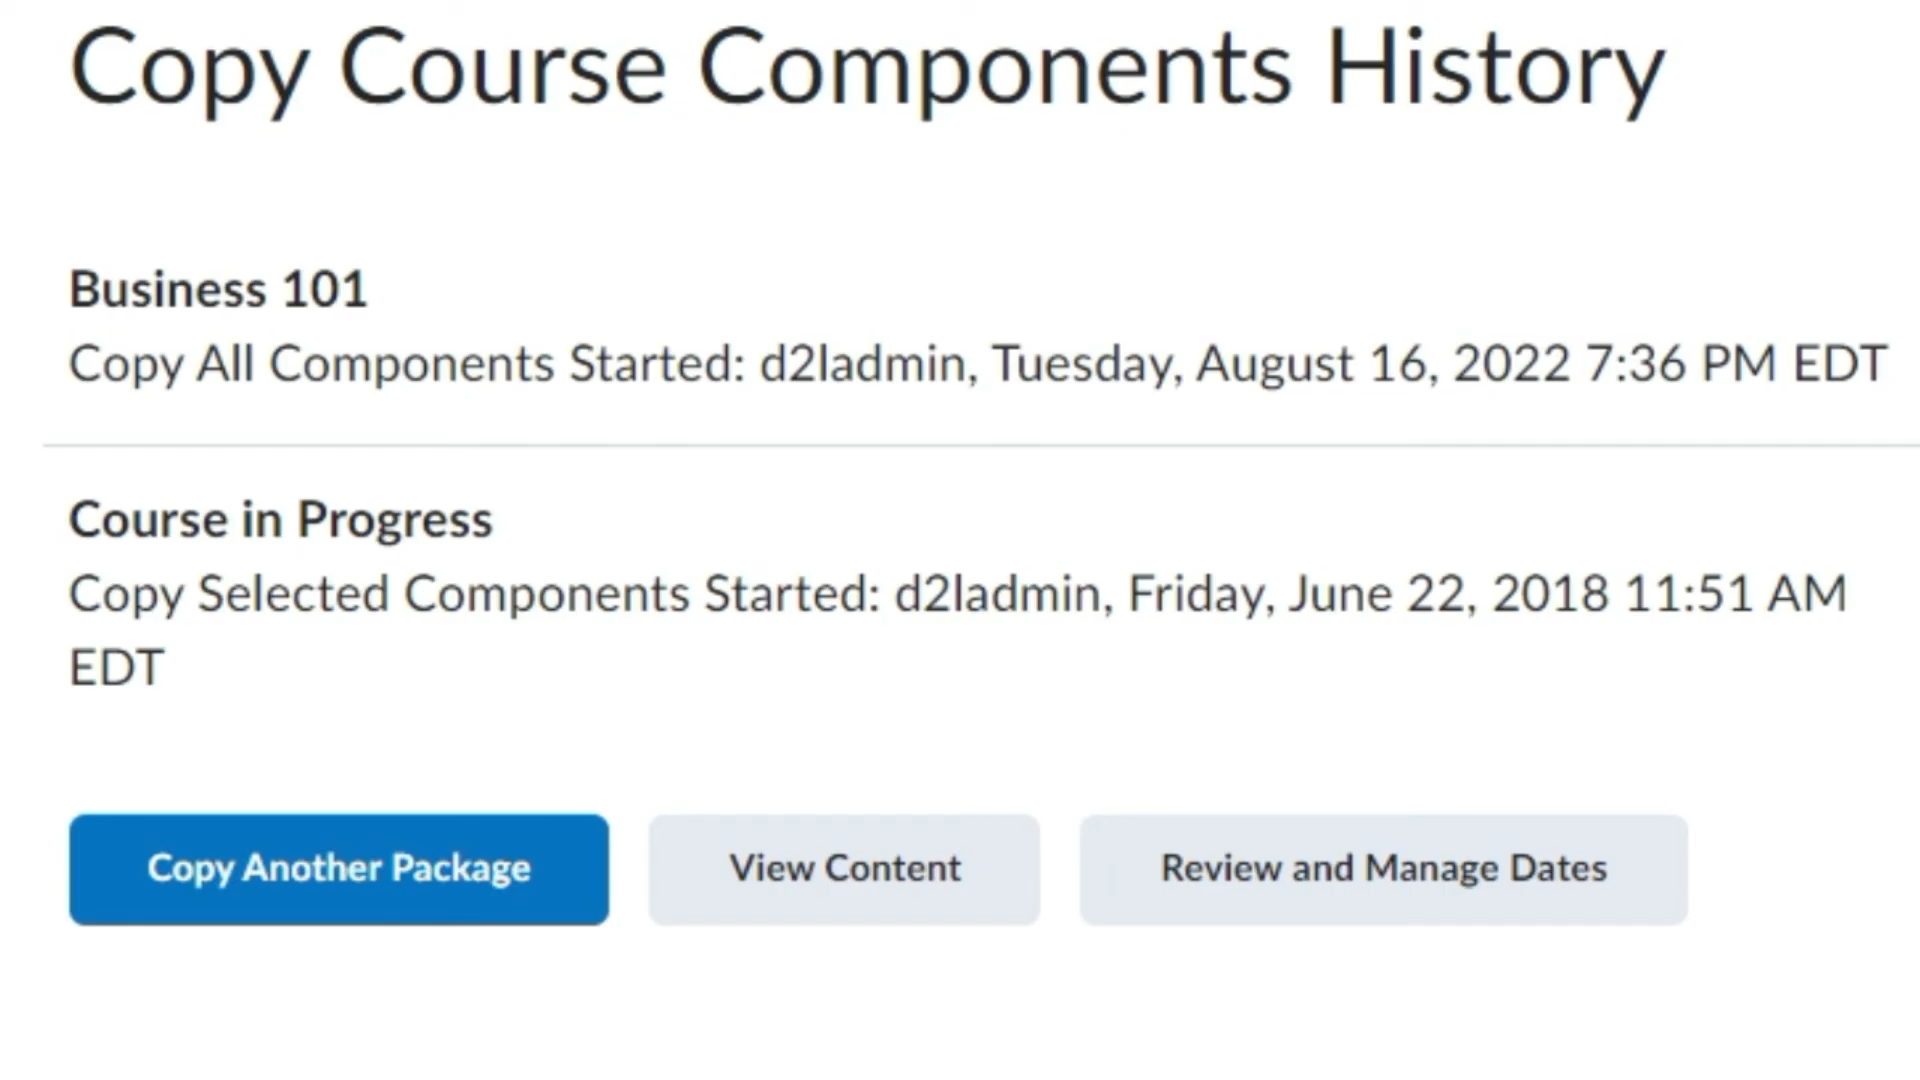 Copy Course Components History
Business 101
Copy All Components Started: d2ladmin, Tuesday, August 16, 2022 7:36 PM EDT
Course in Progress
Copy Selected Components Started: d2ladmin, Friday, June 22, 2018 11:51 AM
EDT
Copy Another Package
View Content
Review and Manage Dates